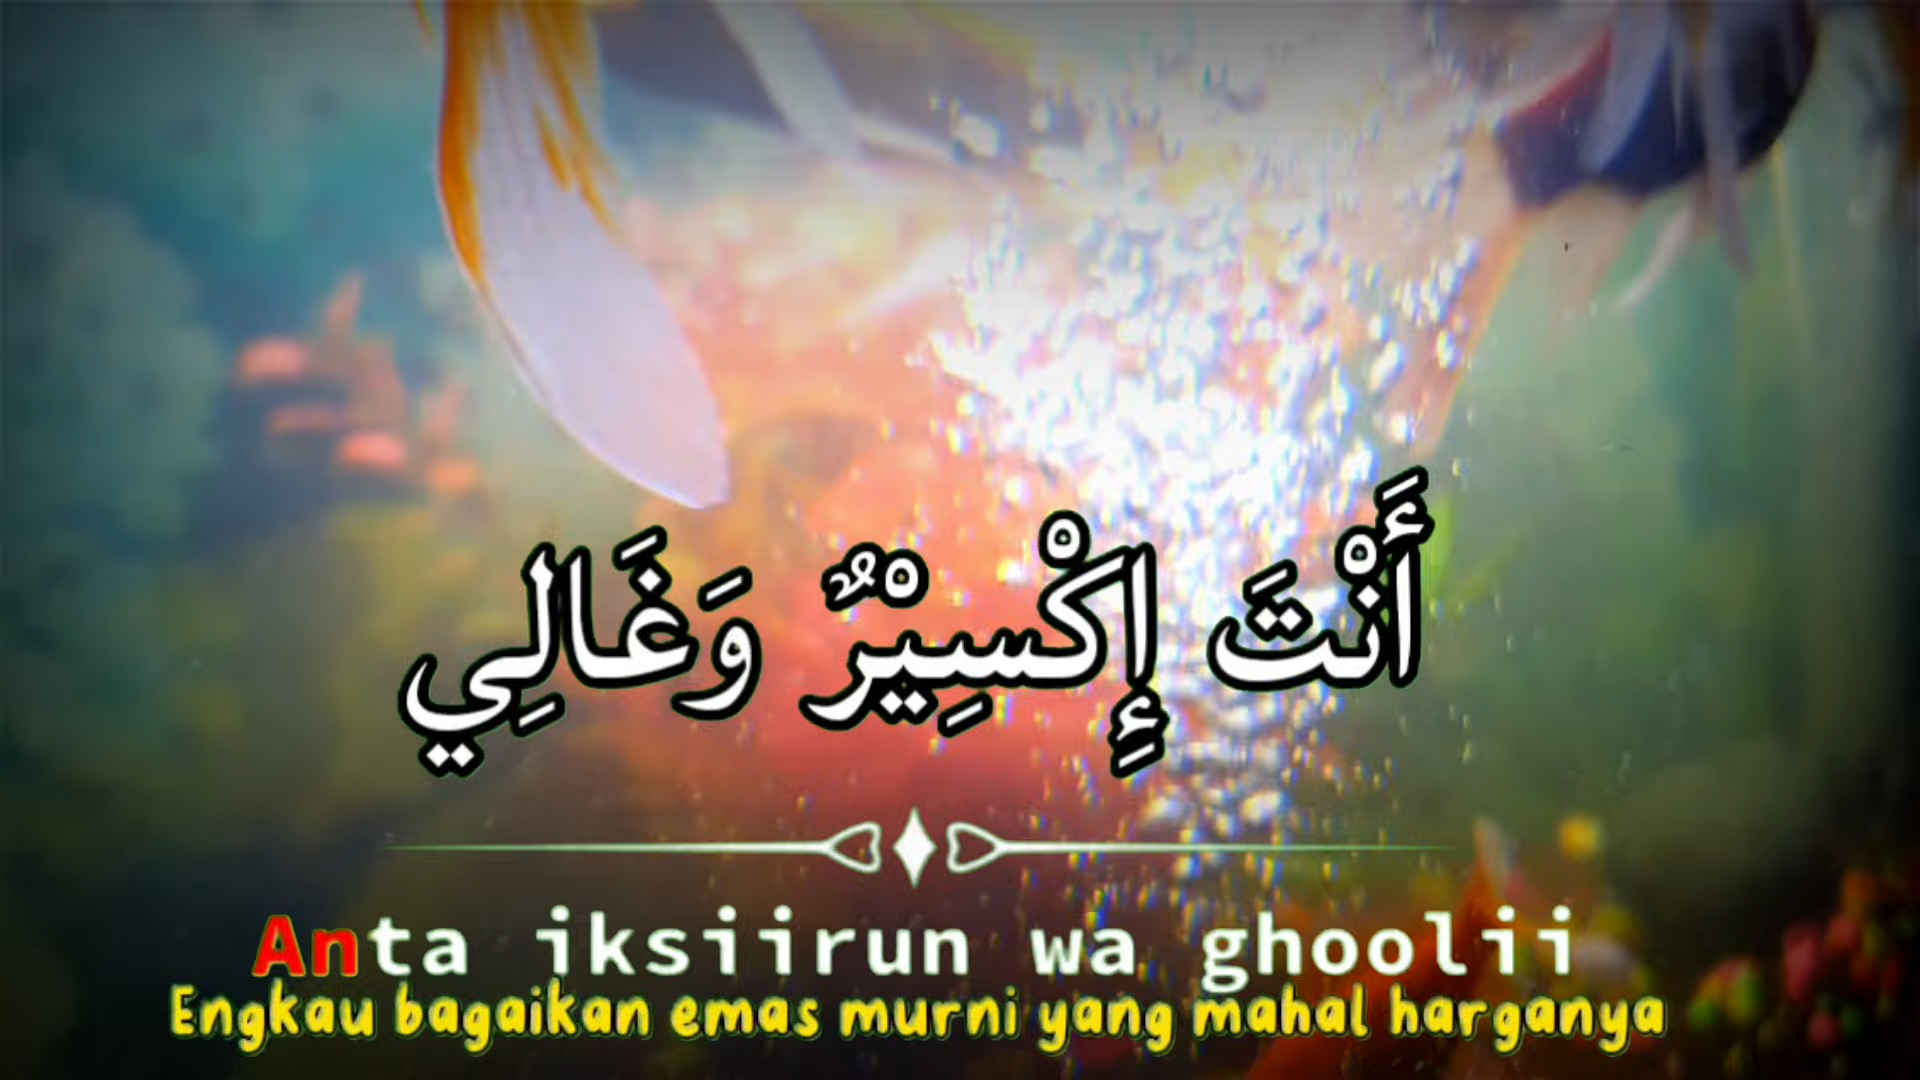 أَنْتَ إِكْسِيْرٌ وَغَالِي
Anta iksiirun wa ghoolii
Engkau bagaikan emas murni yang mahal harganya